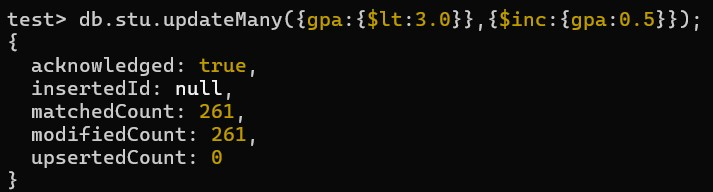 test> db.stu.updateMany({gpa:{$lt:3.0}},{$inc:{gpa:0.5}});
{
  acknowledged: true,
  insertedId: null,
  matchedCount: 261,
  modifiedCount: 261,
  upsertedCount: 0
}